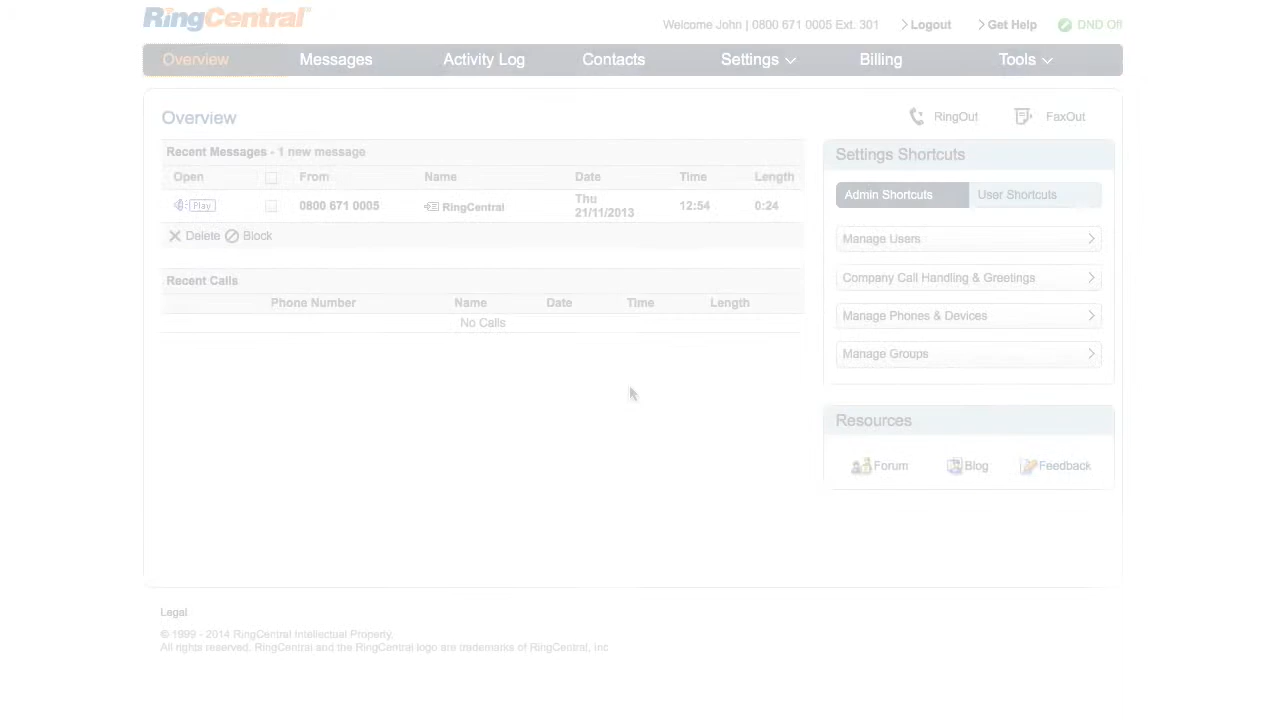 RingCentral
Welcome John | 0800 671 0005 Ext. 301 Logout Get Help DND Off
Overview Messages Activity Log Contacts Settings Billing Tools
Overview
RingOut FaxOut
Recent Messages - 1 new message
Open From Name Date Time Length
Play 0800 671 0005 RingCentral Thu 21/11/2013 12:54 0:24
Delete Block
Recent Calls
Phone Number Name Date Time Length
No Calls
Settings Shortcuts
Admin Shortcuts User Shortcuts
Manage Users
Company Call Handling & Greetings
Manage Phones & Devices
Manage Groups
Resources
Forum Blog Feedback
Legal
© 1999 - 2014 RingCentral Intellectual Property.
All rights reserved. RingCentral and the RingCentral logo are trademarks of RingCentral, Inc